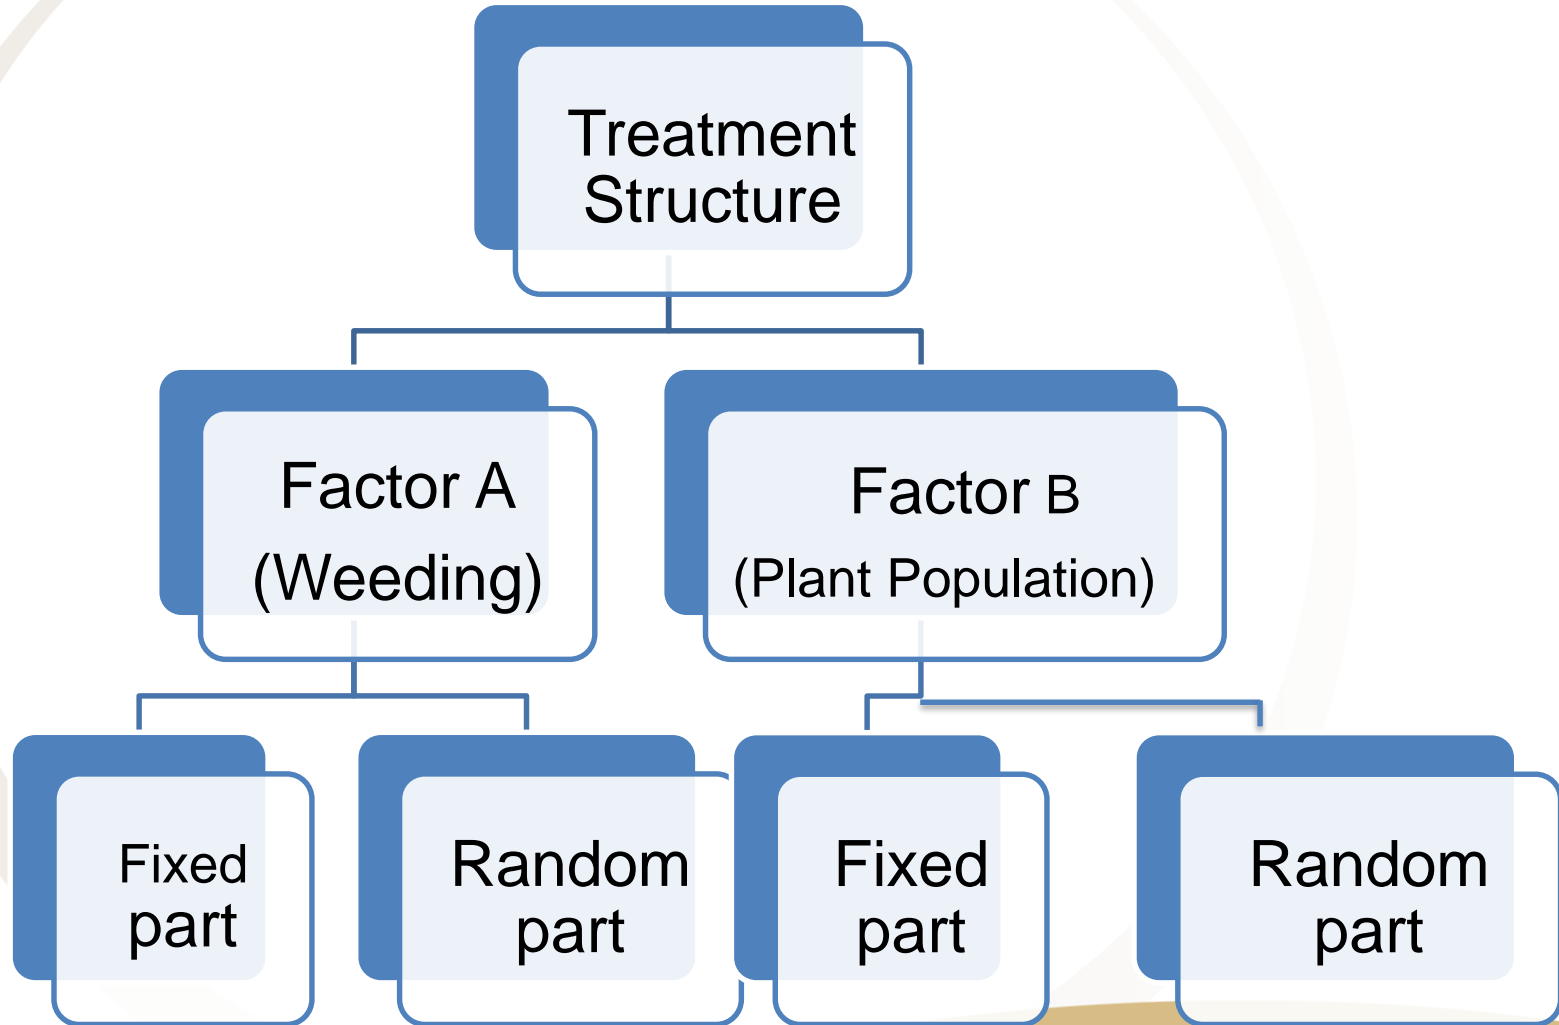 Treatment
Structure
Factor A
(Weeding)
Factor B
(Plant Population)
Fixed
part
Random
part
Fixed
part
Random
part